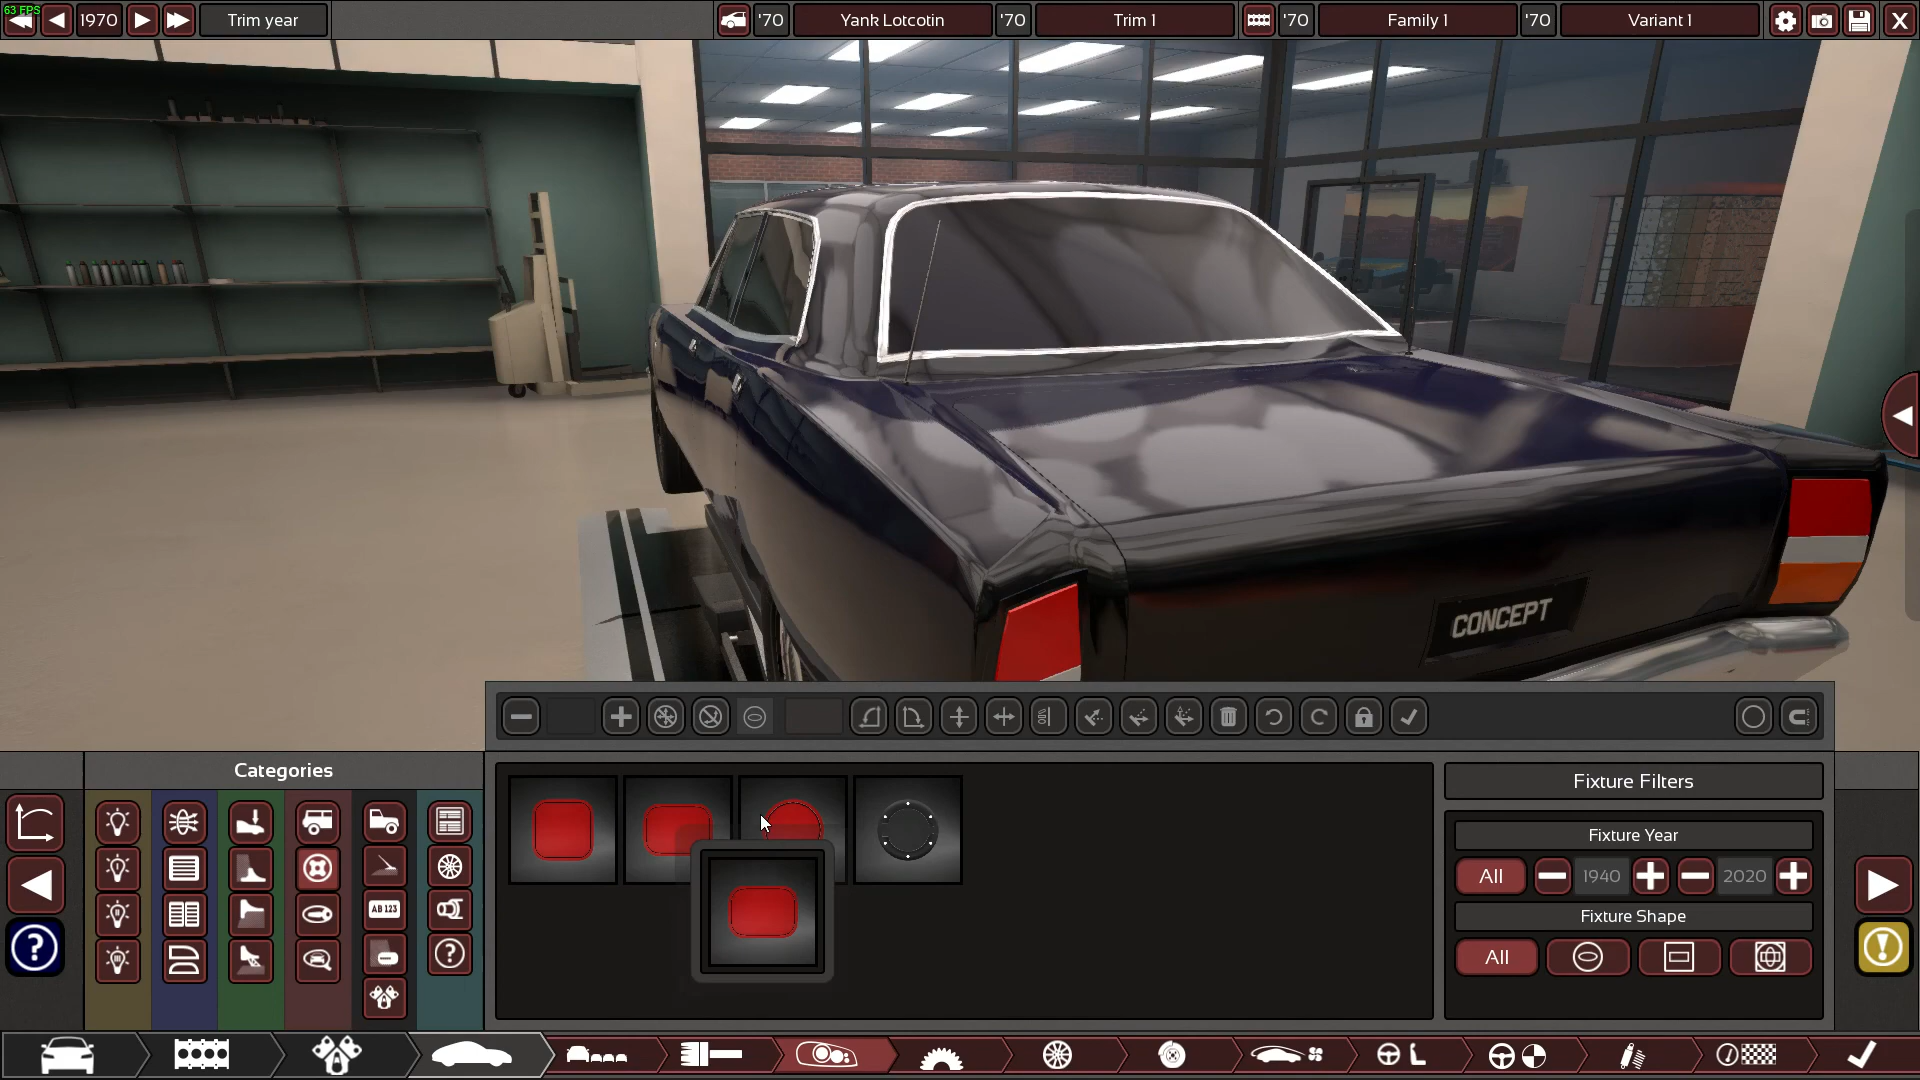 63 FPS
1970
Trim year
'70
Yank Lotcotin
'70
Trim 1
'70
Family 1
'70
Variant 1
CONCEPT
Categories
AB 123
Fixture Filters
Fixture Year
All
1940
2020
Fixture Shape
All